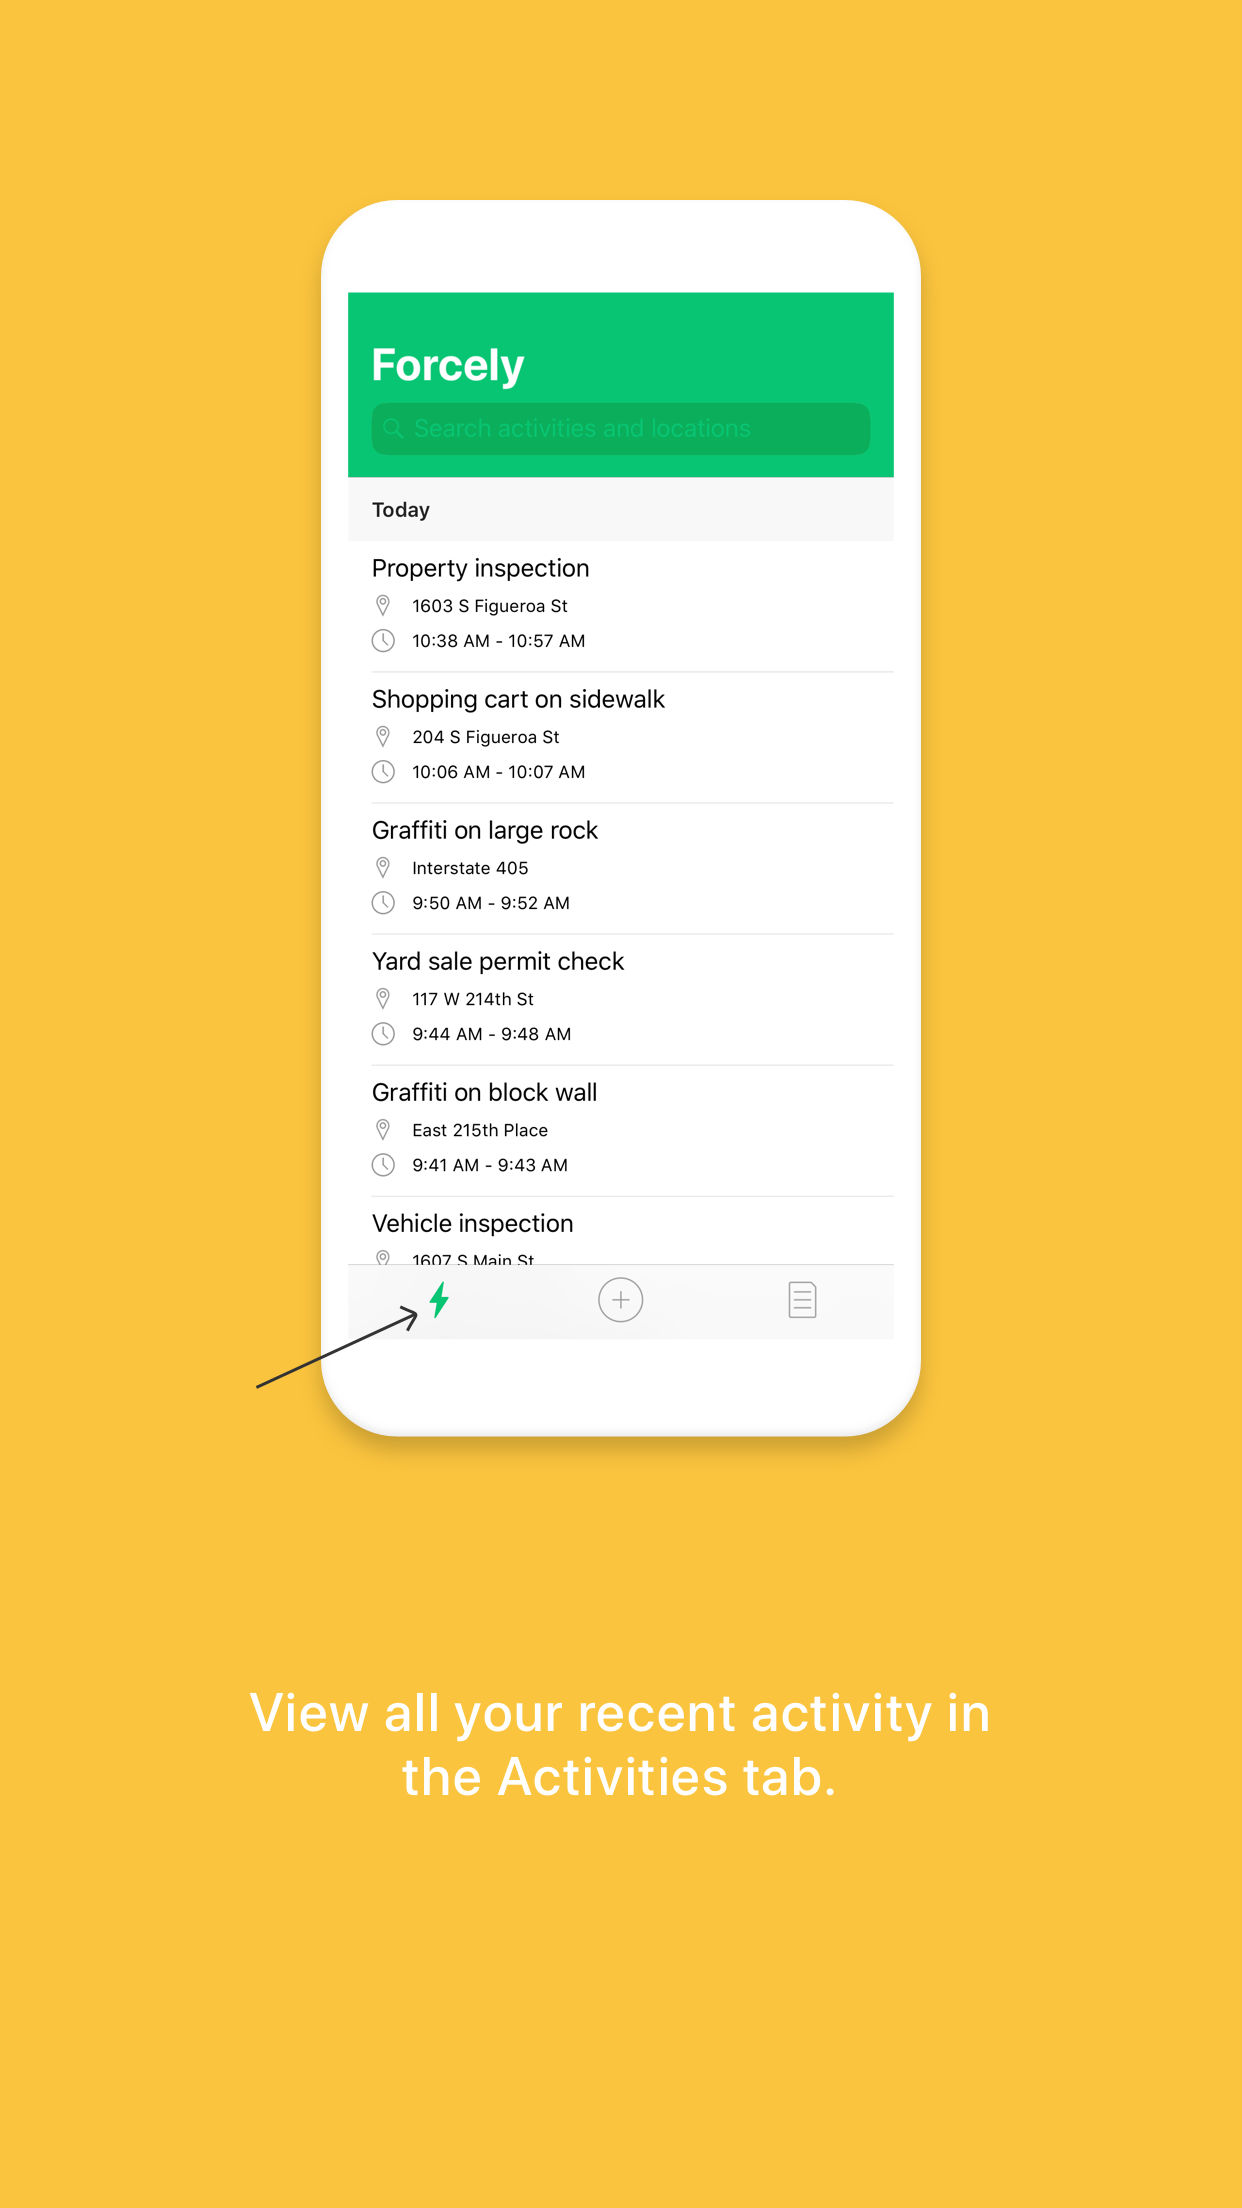 Forcely
Search activities and locations
Today
Property inspection
1603 S Figueroa St
10:38 AM - 10:57 AM
Shopping cart on sidewalk
204 S Figueroa St
10:06 AM - 10:07 AM
Graffiti on large rock
Interstate 405
9:50 AM - 9:52 AM
Yard sale permit check
117 W 214th St
9:44 AM - 9:48 AM
Graffiti on block wall
East 215th Place
9:41 AM - 9:43 AM
Vehicle inspection
1607 S Main St
View all your recent activity in
the Activities tab.